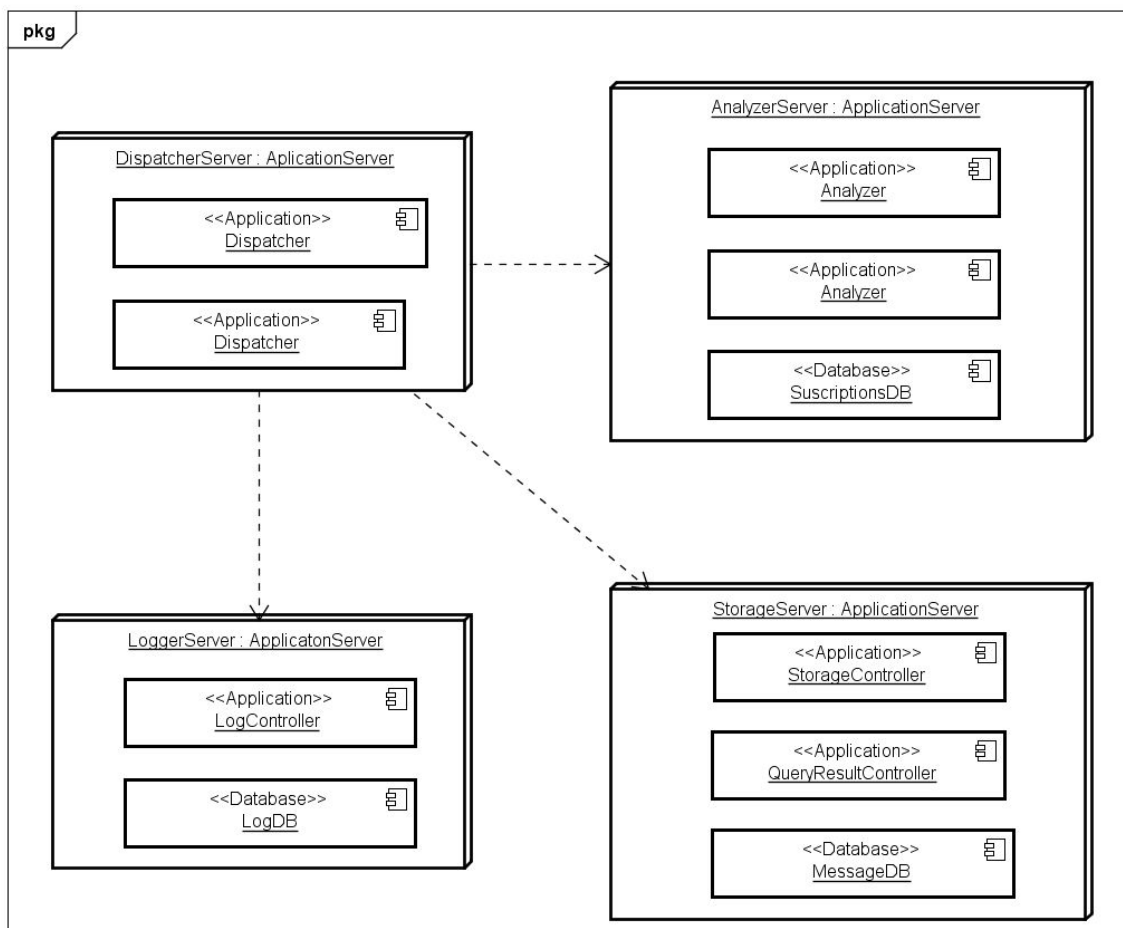 pkg
DispatcherServer : AplicationServer
<<Application>>
Dispatcher
<<Application>>
Dispatcher
AnalyzerServer : ApplicationServer
<<Application>>
Analyzer
<<Application>>
Analyzer
<<Database>>
SuscriptionsDB
LoggerServer : ApplicatonServer
<<Application>>
LogController
<<Database>>
LogDB
StorageServer : ApplicationServer
<<Application>>
StorageController
<<Application>>
QueryResultController
<<Database>>
MessageDB